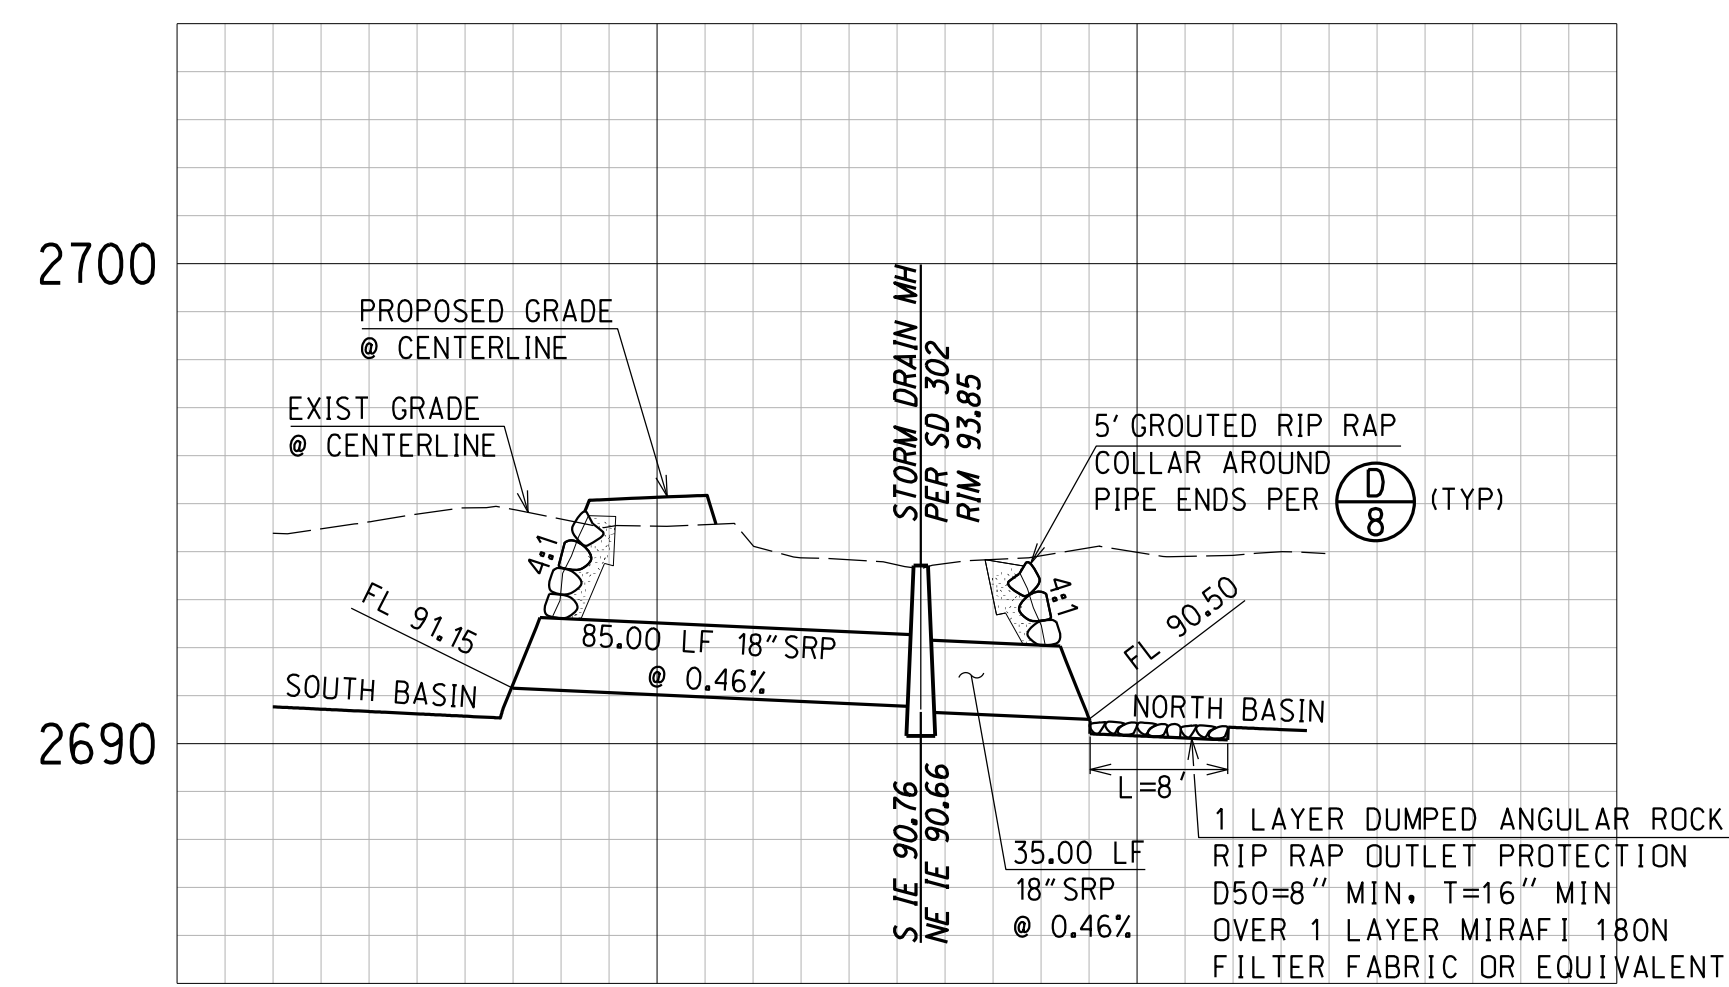 2700
2690
PROPOSED GRADE
@ CENTERLINE
EXIST GRADE
@ CENTERLINE
STORM DRAIN MH
PER SD 302
RIM 93.85
5' GROUTED RIP RAP
COLLAR AROUND
PIPE ENDS PER
D
8
(TYP)
4:1
4:1
FL 91.15
FL 90.50
85.00 LF 18"SRP
@ 0.46%
SOUTH BASIN
NORTH BASIN
L=8'
S IE 90.76
NE IE 90.66
35.00 LF
18"SRP
@ 0.46%
1 LAYER DUMPED ANGULAR ROCK
RIP RAP OUTLET PROTECTION
D50=8" MIN, T=16" MIN
OVER 1 LAYER MIRAFI 180N
FILTER FABRIC OR EQUIVALENT